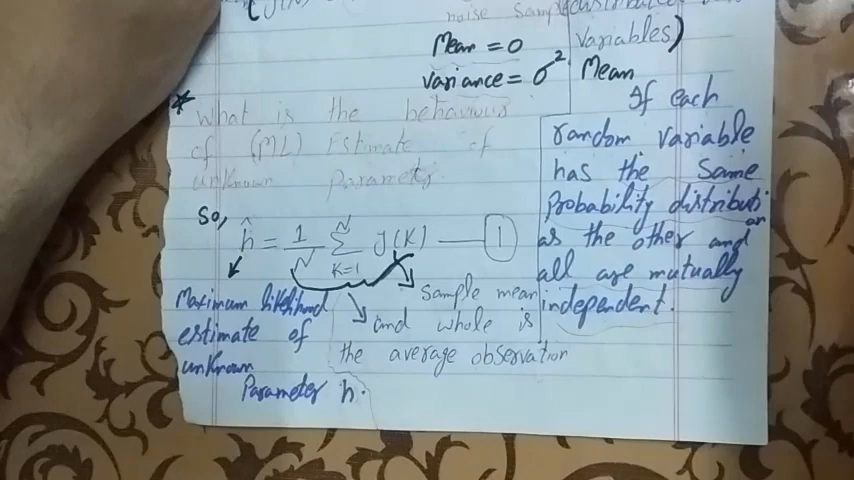 noise Sample
variables)
Mean = 0
variance = σ²
Mean
* What is the behaviour
of (ML) Estimate of
unknown Parameter.
If each
random variable
has the Same
Probability distributi
on
as the other and
all are mutually
independent.
So,
ĥ = 1/N Σ K=1 N y(K) — 1
Maximum likelihood
estimate of
unknown
Parameter h.
Sample mean
and whole is
the average observation